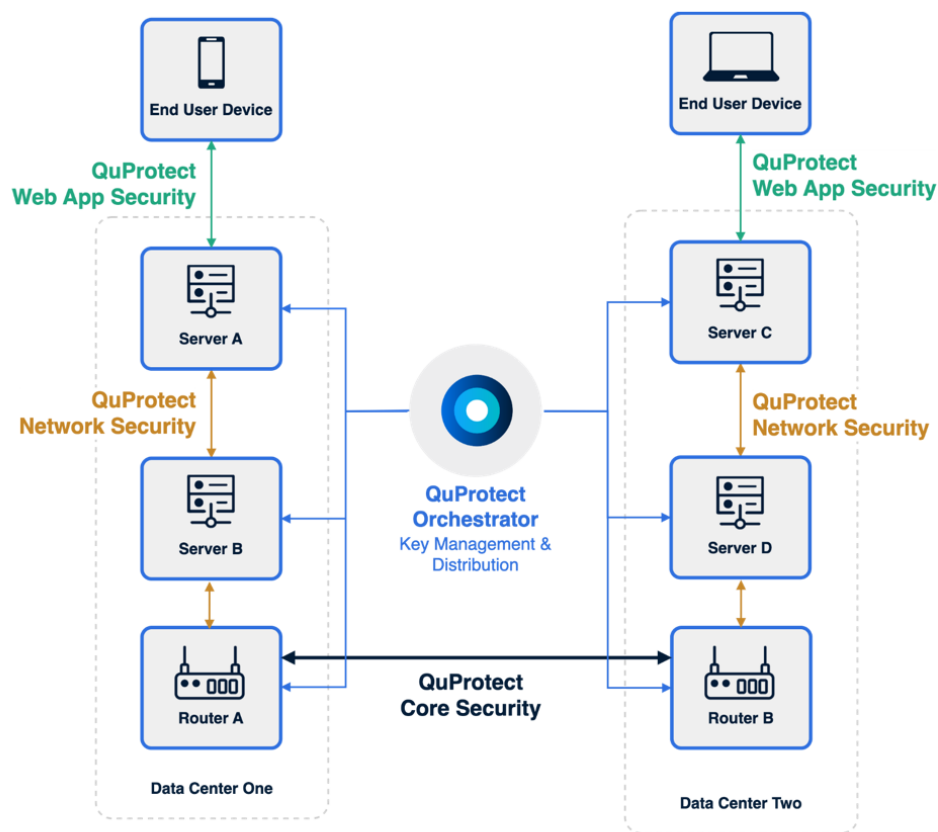 End User Device
End User Device
QuProtect
Web App Security
QuProtect
Web App Security
Server A
Server C
QuProtect
Network Security
QuProtect
Network Security
QuProtect
Orchestrator
Key Management &
Distribution
Server B
Server D
QuProtect
Core Security
Router A
Router B
Data Center One
Data Center Two